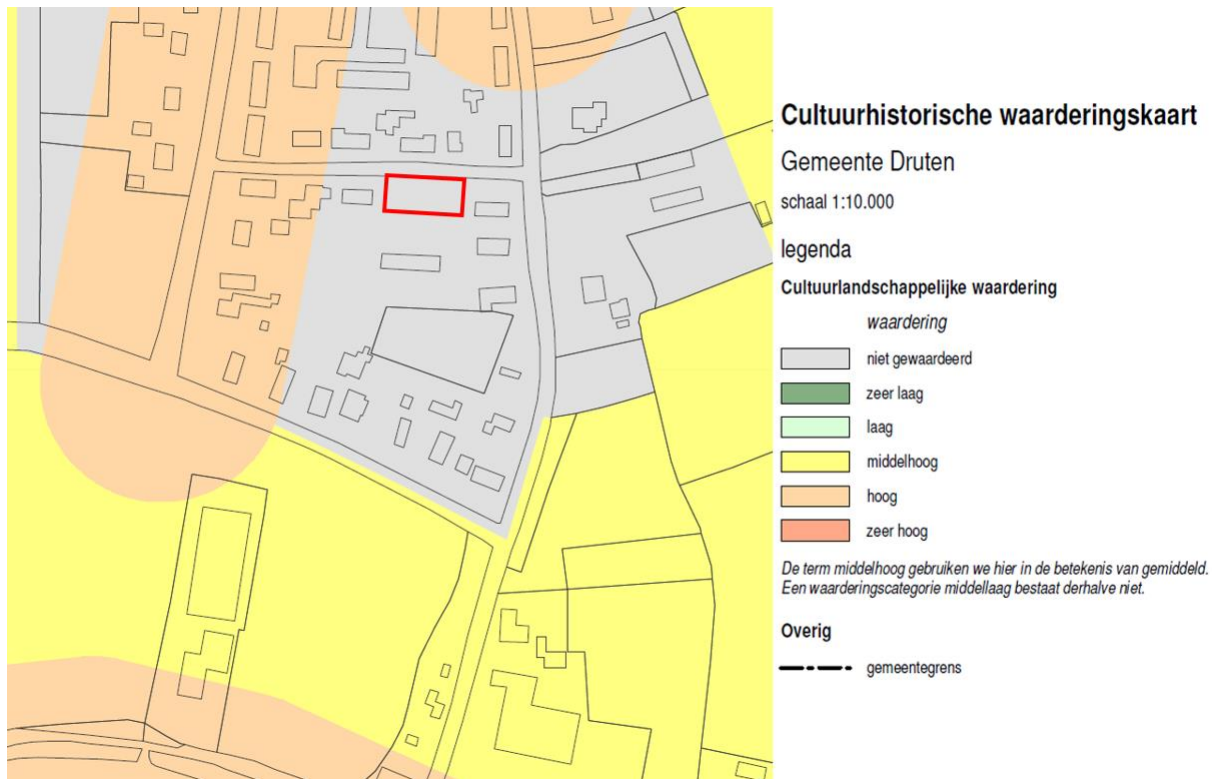 Cultuurhistorische waarderingskaart
Gemeente Druten
schaal 1:10.000
legenda
Cultuurlandschappelijke waardering
waardering
niet gewaardeerd
zeer laag
laag
middelhoog
hoog
zeer hoog
De term middelhoog gebruiken we hier in de betekenis van gemiddeld.
Een waarderingscategorie middellaag bestaat derhalve niet.
Overig
gemeentegrens